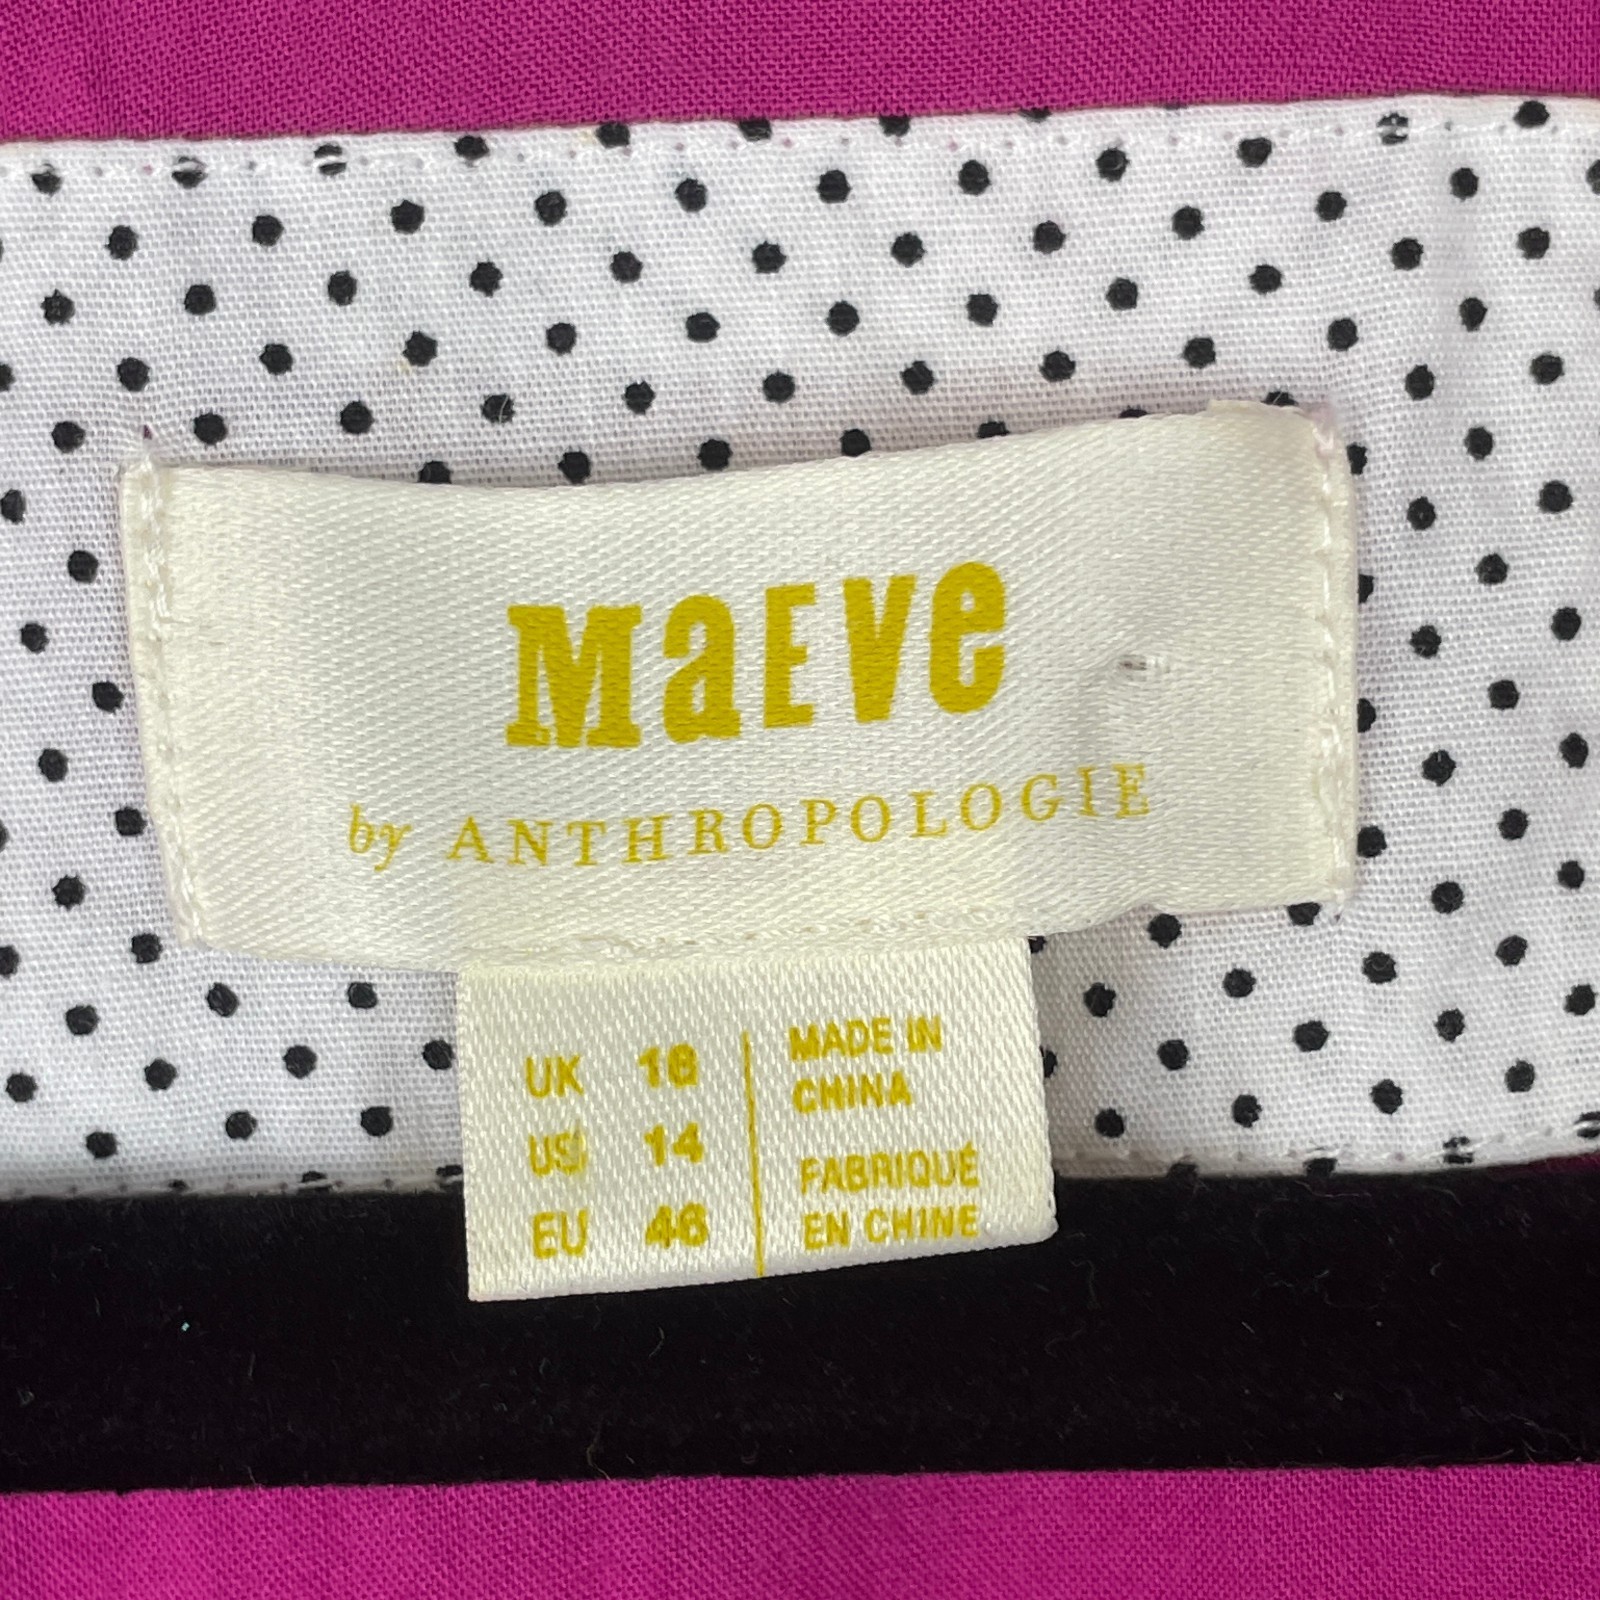 MaEVe
by ANTHROPOLOGIE
UK 18
US 14
EU 46
MADE IN
CHINA
FABRIQUÉ
EN CHINE